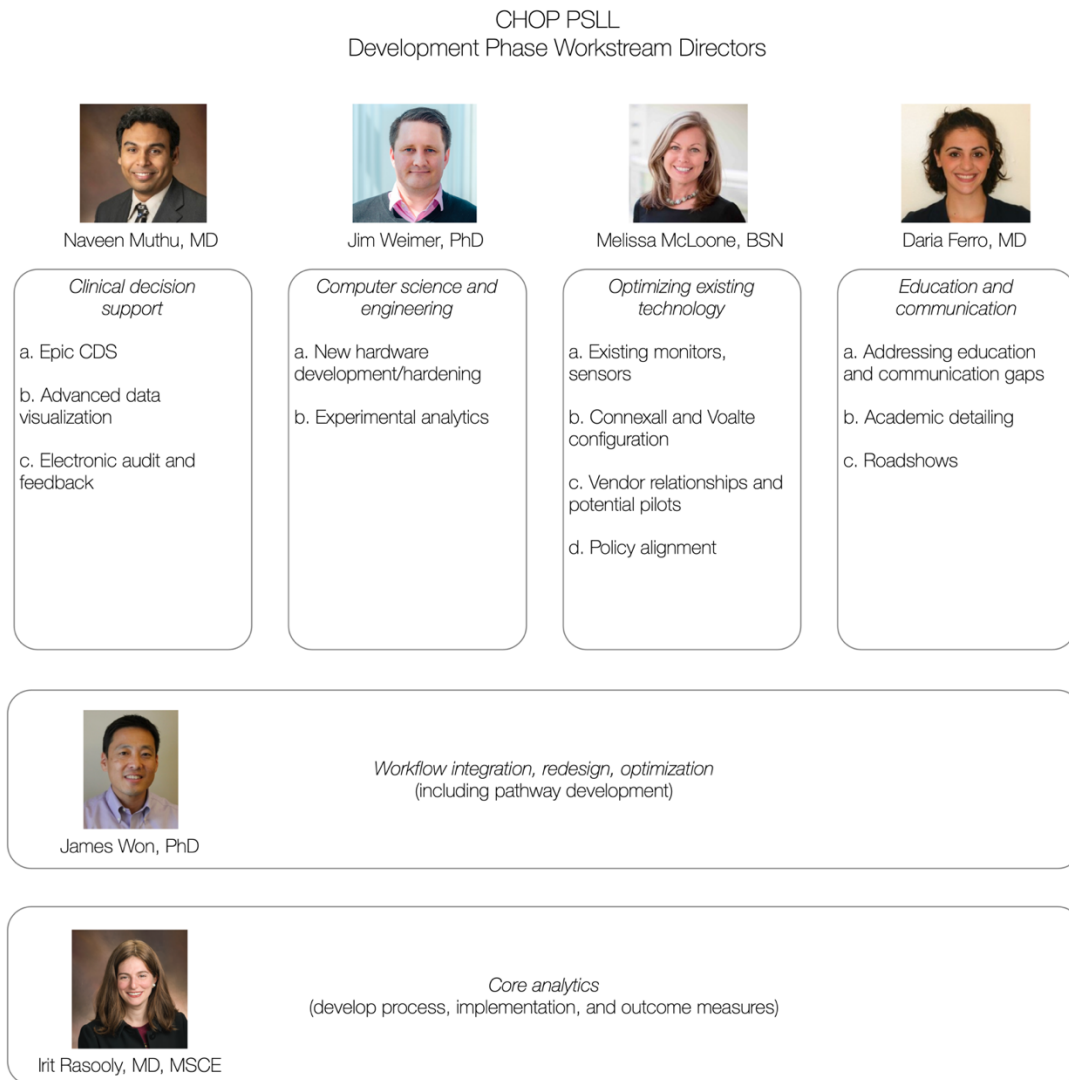 CHOP PSLL
Development Phase Workstream Directors
Naveen Muthu, MD
Jim Weimer, PhD
Melissa McLoone, BSN
Daria Ferro, MD
Clinical decision
support
a. Epic CDS
b. Advanced data
visualization
c. Electronic audit and
feedback
Computer science and
engineering
a. New hardware
development/hardening
b. Experimental analytics
Optimizing existing
technology
a. Existing monitors,
sensors
b. Connexall and Voalte
configuration
c. Vendor relationships and
potential pilots
d. Policy alignment
Education and
communication
a. Addressing education
and communication gaps
b. Academic detailing
c. Roadshows
James Won, PhD
Workflow integration, redesign, optimization
(including pathway development)
Irit Rasooly, MD, MSCE
Core analytics
(develop process, implementation, and outcome measures)